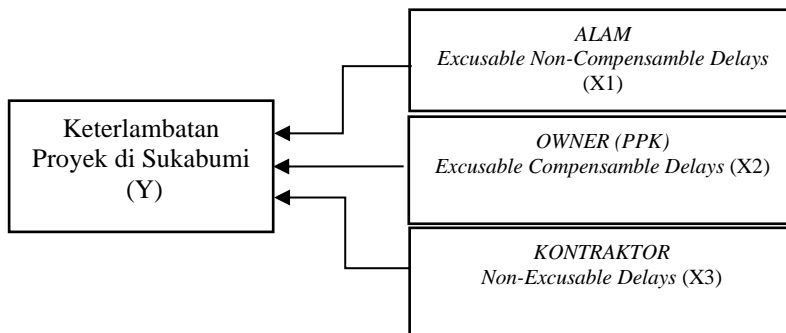 Keterlambatan
Proyek di Sukabumi
(Y)
ALAM
Excusable Non-Compensamble Delays
(X1)
OWNER (PPK)
Excusable Compensamble Delays (X2)
KONTRAKTOR
Non-Excusable Delays (X3)